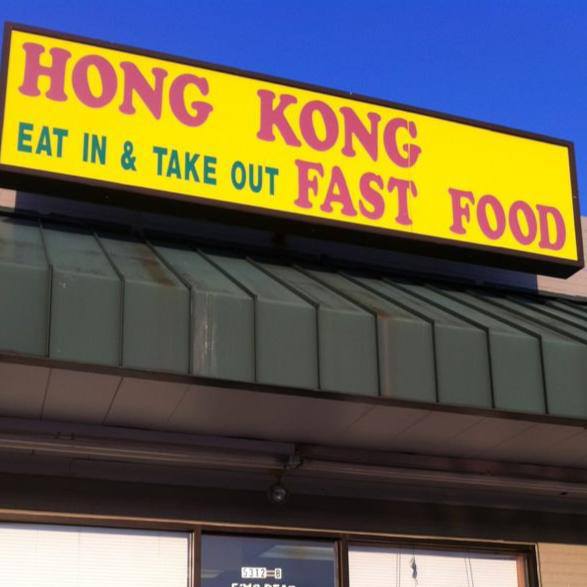 HONG KONG
EAT IN & TAKE OUT FAST FOOD
5312-B